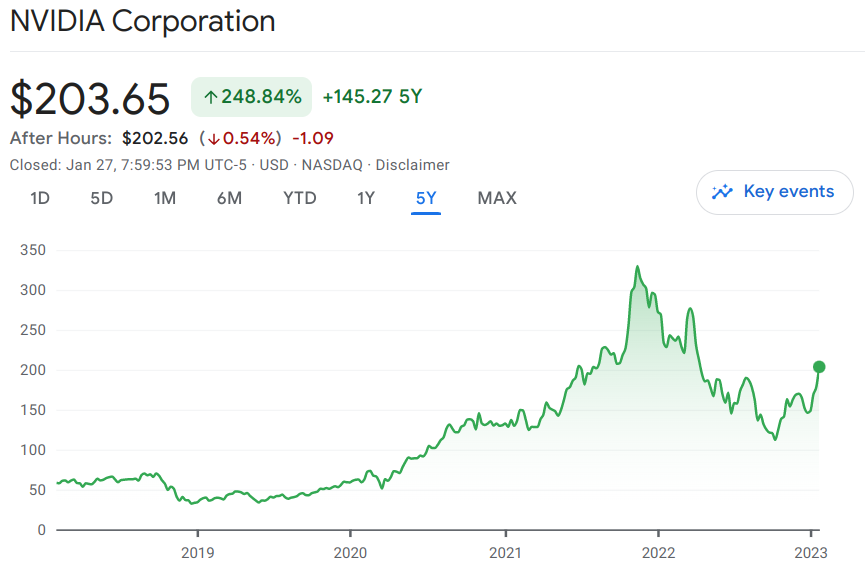 NVIDIA Corporation
$203.65 ↑248.84% +145.27 5Y
After Hours: $202.56 (↓0.54%) -1.09
Closed: Jan 27, 7:59:53 PM UTC-5 · USD · NASDAQ · Disclaimer
1D 5D 1M 6M YTD 1Y 5Y MAX
Key events
350
300
250
200
150
100
50
0
2019 2020 2021 2022 2023